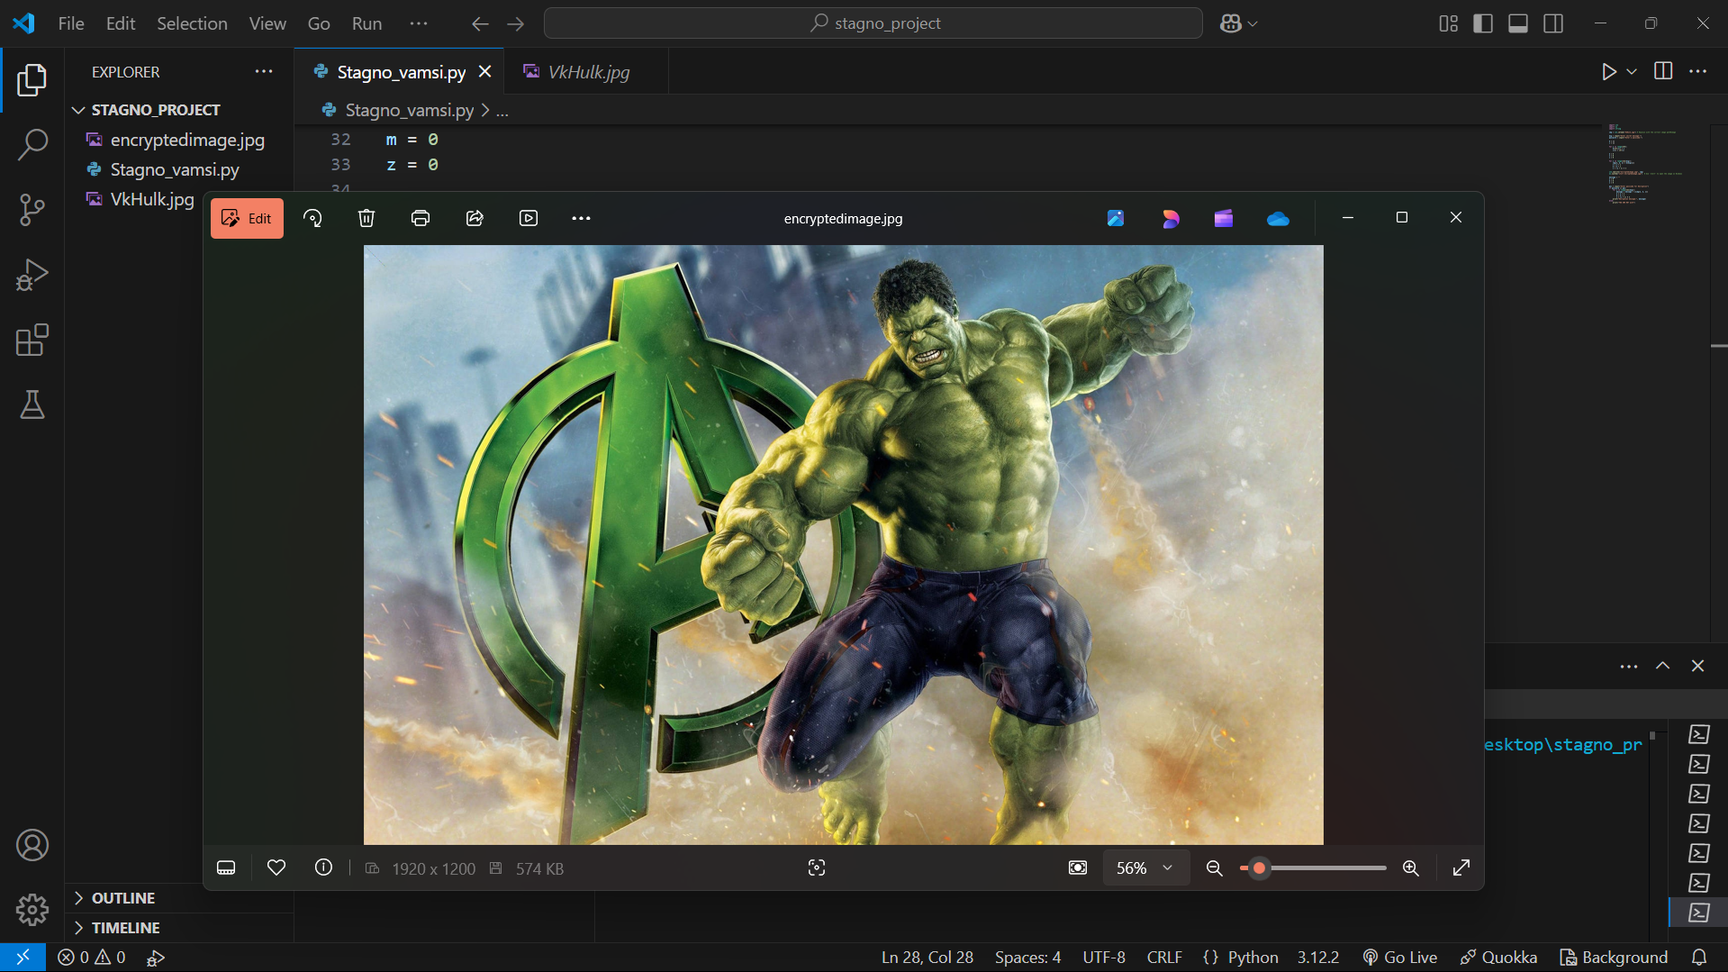 File Edit Selection View Go Run ···
stagno_project
EXPLORER ···
STAGNO_PROJECT
encryptedimage.jpg
Stagno_vamsi.py
VkHulk.jpg
OUTLINE
TIMELINE
Stagno_vamsi.py
VkHulk.jpg
Stagno_vamsi.py > ...
32 m = 0
33 z = 0
34
Edit
encryptedimage.jpg
1920 x 1200
574 KB
56%
esktop\stagno_pr
0 0
Ln 28, Col 28 Spaces: 4 UTF-8 CRLF {} Python 3.12.2 Go Live Quokka Background